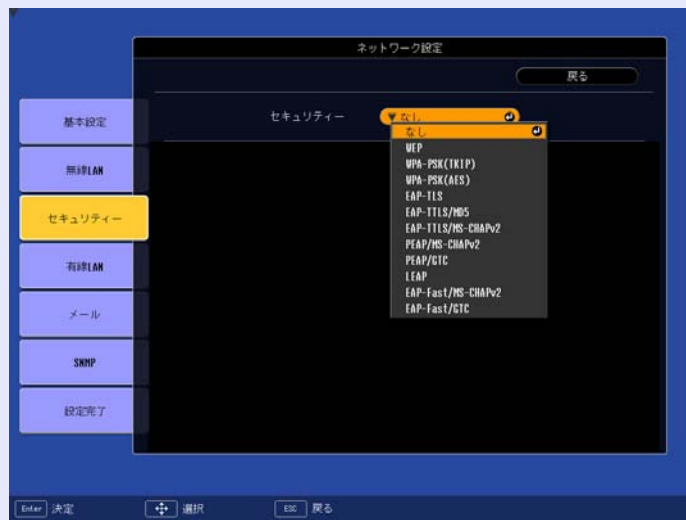 ネットワーク設定
戻る
セキュリティー
なし
なし
WEP
WPA-PSK(TKIP)
WPA-PSK(AES)
EAP-TLS
EAP-TTLS/MD5
EAP-TTLS/MS-CHAPv2
PEAP/MS-CHAPv2
PEAP/GTC
LEAP
EAP-Fast/MS-CHAPv2
EAP-Fast/GTC
基本設定
無線LAN
セキュリティー
有線LAN
メール
SNMP
設定完了
Enter 決定 選択 ESC 戻る